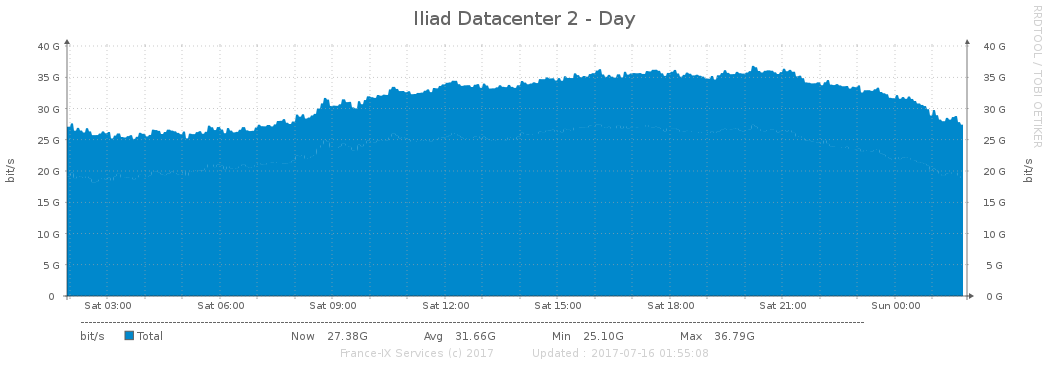 Iliad Datacenter 2 - Day
RRDTOOL / TOBI OETIKER
40 G 40 G
35 G 35 G
30 G 30 G
25 G 25 G
20 G 20 G
15 G 15 G
10 G 10 G
5 G 5 G
0 0 G
bit/s bit/s
Sat 03:00 Sat 06:00 Sat 09:00 Sat 12:00 Sat 15:00 Sat 18:00 Sat 21:00 Sun 00:00
bit/s Total Now 27.38G Avg 31.66G Min 25.10G Max 36.79G
France-IX Services (c) 2017 Updated : 2017-07-16 01:55:08